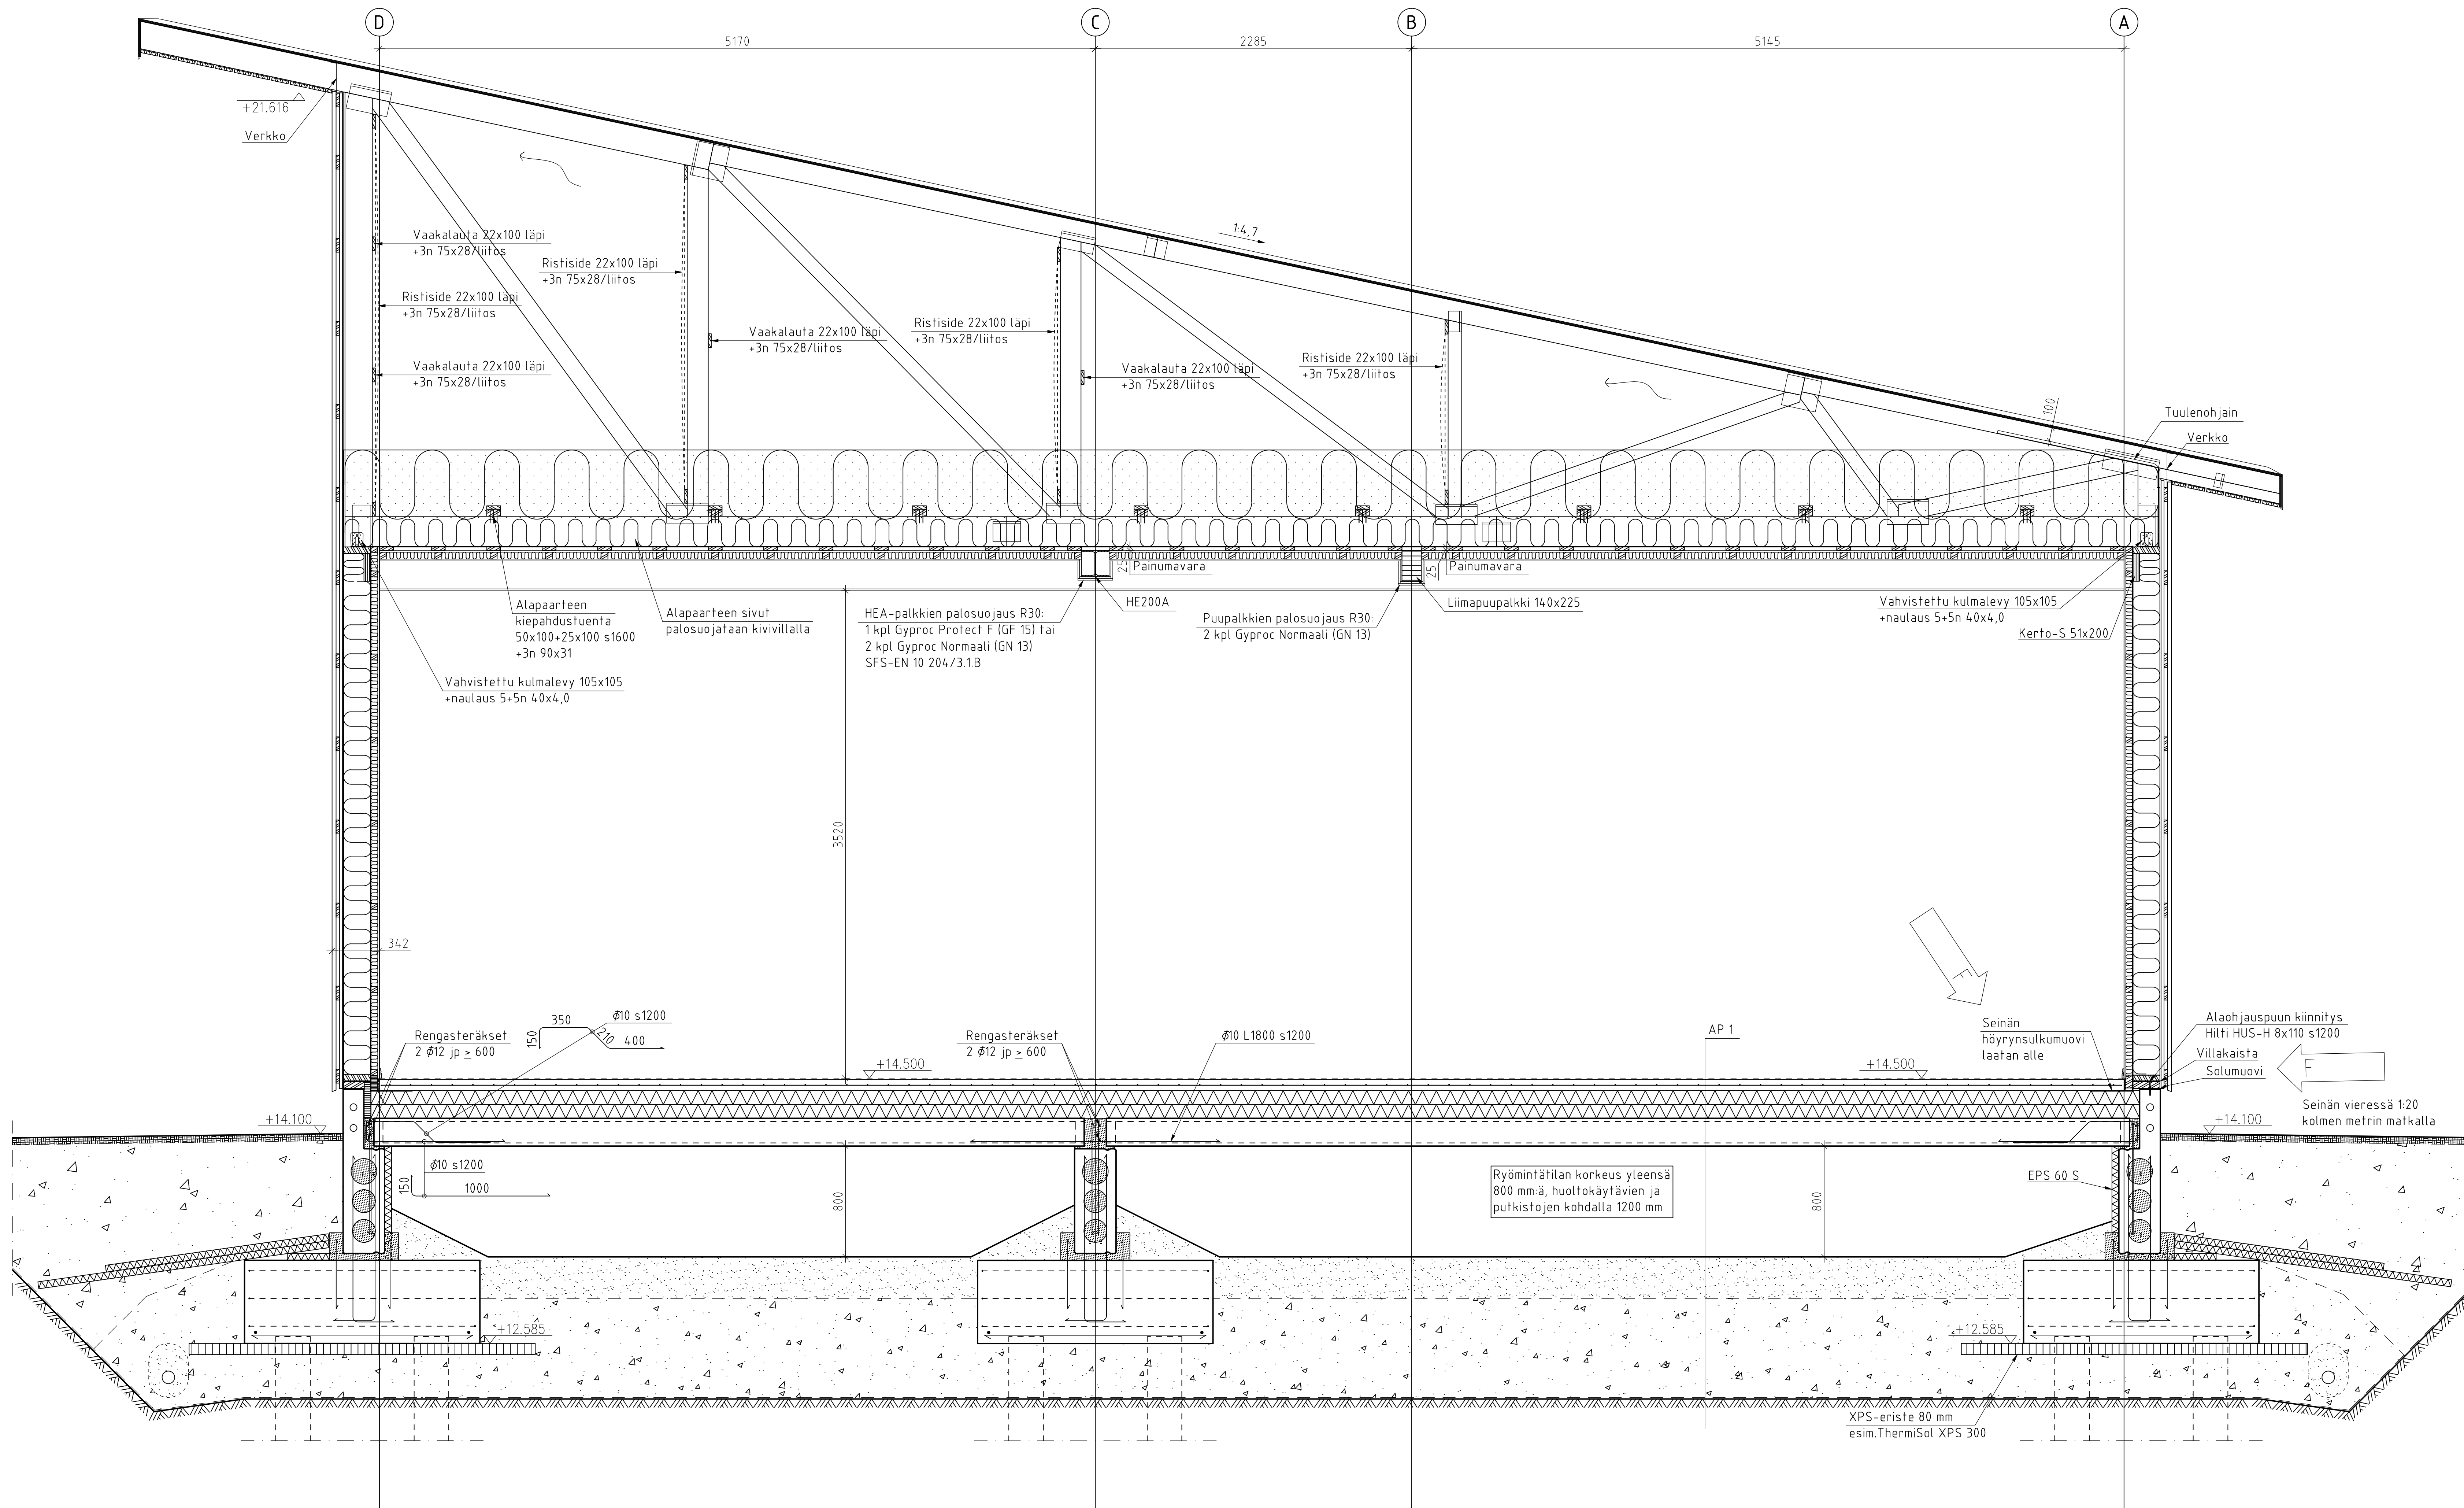 D
C
B
A
5170
2285
5145
+21.616
Verkko
1:4,7
Vaakalauta 22x100 läpi
+3n 75x28/liitos
Ristiside 22x100 läpi
+3n 75x28/liitos
Ristiside 22x100 läpi
+3n 75x28/liitos
Vaakalauta 22x100 läpi
+3n 75x28/liitos
Ristiside 22x100 läpi
+3n 75x28/liitos
Vaakalauta 22x100 läpi
+3n 75x28/liitos
Vaakalauta 22x100 läpi
+3n 75x28/liitos
Ristiside 22x100 läpi
+3n 75x28/liitos
100
Tuulenohjain
Verkko
25
Painumavara
25
Painumavara
HE200A
Liimapuupalkki 140x225
Alapaarteen
kiepahdustuenta
50x100+25x100 s1600
+3n 90x31
Alapaarteen sivut
palosuojataan kivivillalla
HEA-palkkien palosuojaus R30:
1 kpl Gyproc Protect F (GF 15) tai
2 kpl Gyproc Normaali (GN 13)
SFS-EN 10 204/3.1.B
Puupalkkien palosuojaus R30:
2 kpl Gyproc Normaali (GN 13)
Vahvistettu kulmalevy 105x105
+naulaus 5+5n 40x4,0
Kerto-S 51x200
Vahvistettu kulmalevy 105x105
+naulaus 5+5n 40x4,0
3520
342
F
Rengasteräkset
2 ϕ12 jp ≥ 600
150
350
210
400
ϕ10 s1200
Rengasteräkset
2 ϕ12 jp ≥ 600
ϕ10 L1800 s1200
AP 1
Seinän
höyrynsulkumuovi
laatan alle
Alaohjauspuun kiinnitys
Hilti HUS-H 8x110 s1200
Villakaista
Solumuovi
F
+14.500
+14.500
Seinän vieressä 1:20
kolmen metrin matkalla
+14.100
+14.100
ϕ10 s1200
150
1000
800
Ryömintätilan korkeus yleensä
800 mm:ä, huoltokäytävien ja
putkistojen kohdalla 1200 mm
800
EPS 60 S
+12.585
+12.585
XPS-eriste 80 mm
esim.ThermiSol XPS 300